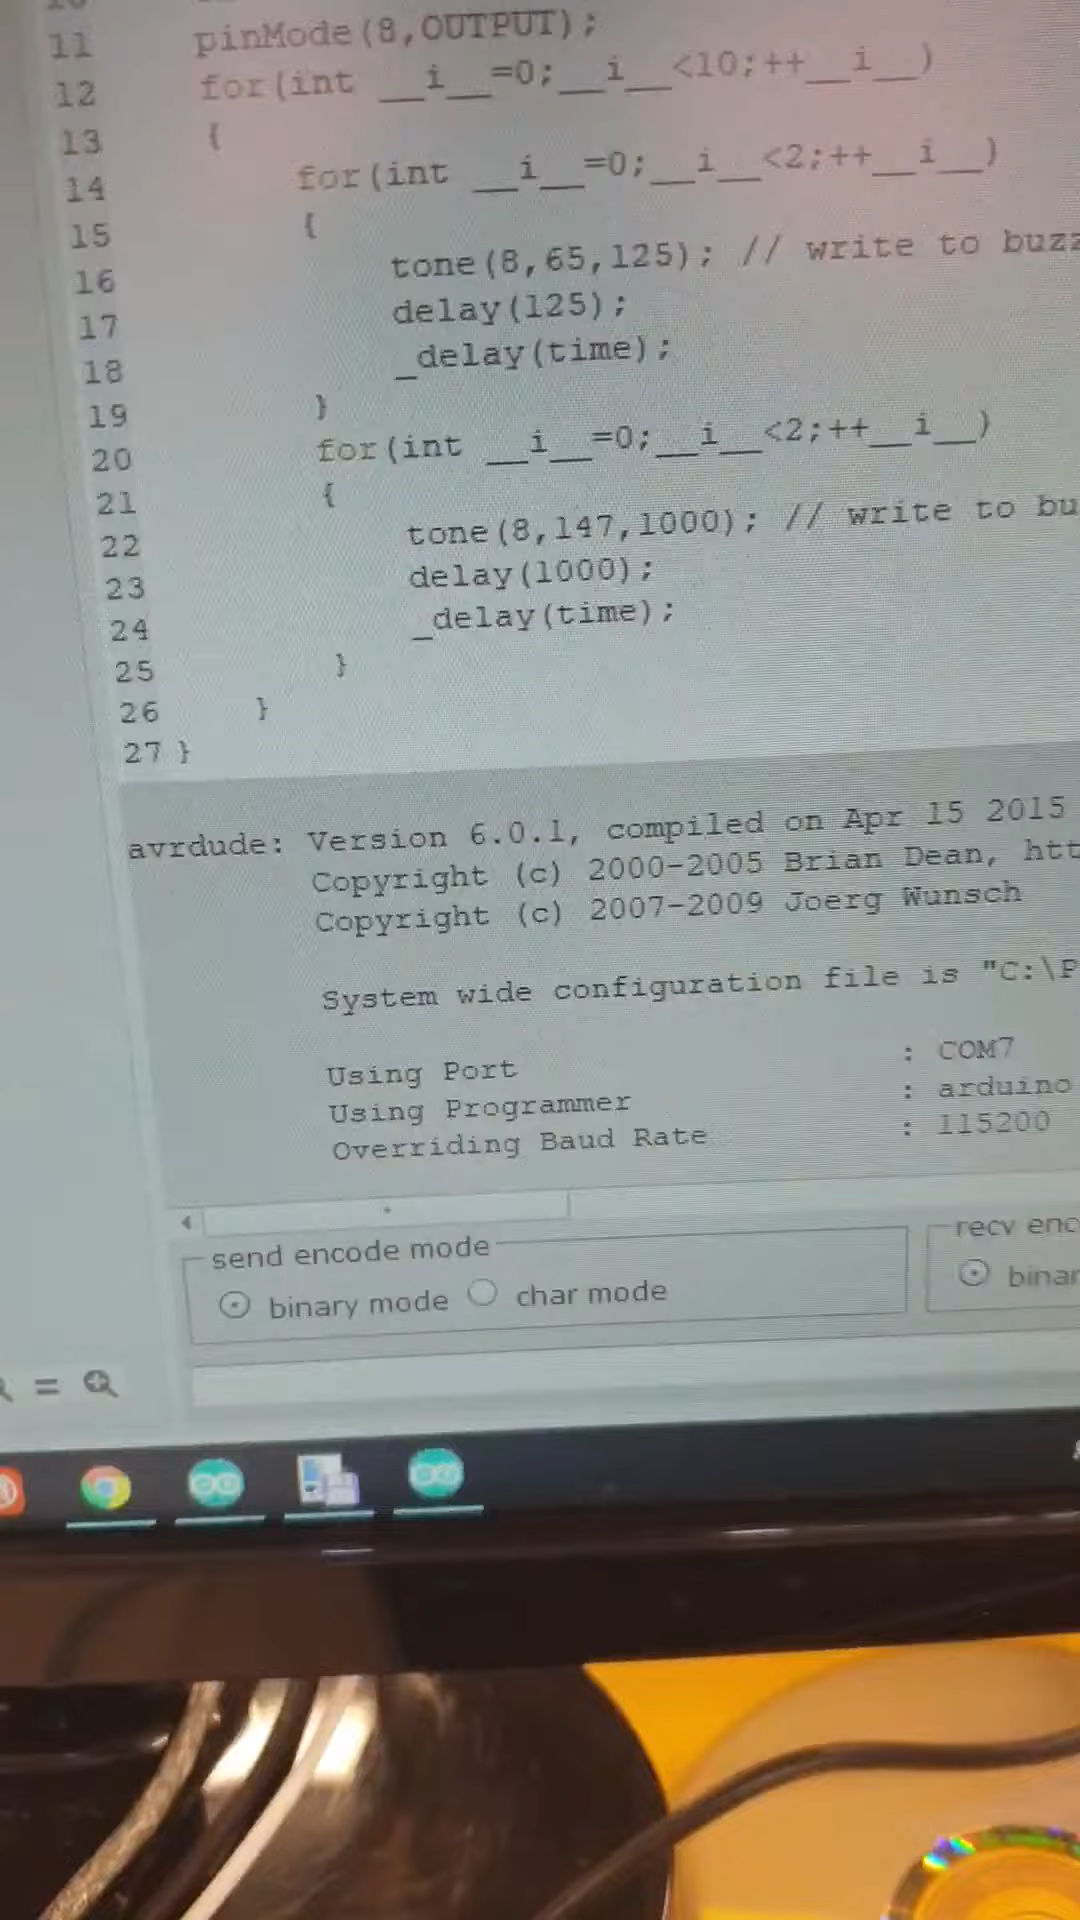 11 pinMode(8,OUTPUT);
12 for(int __i__=0;__i__<10;++__i__)
13 {
14 for(int __i__=0;__i__<2;++__i__)
15 {
16 tone(8,65,125); // write to buzz
17 delay(125);
18 _delay(time);
19 }
20 for(int __i__=0;__i__<2;++__i__)
21 {
22 tone(8,147,1000); // write to bu
23 delay(1000);
24 _delay(time);
25 }
26 }
27 }
avrdude: Version 6.0.1, compiled on Apr 15 2015
Copyright (c) 2000-2005 Brian Dean, htt
Copyright (c) 2007-2009 Joerg Wunsch
System wide configuration file is "C:\P
Using Port : COM7
Using Programmer : arduino
Overriding Baud Rate : 115200
send encode mode
recv enc
binary mode
char mode
binar